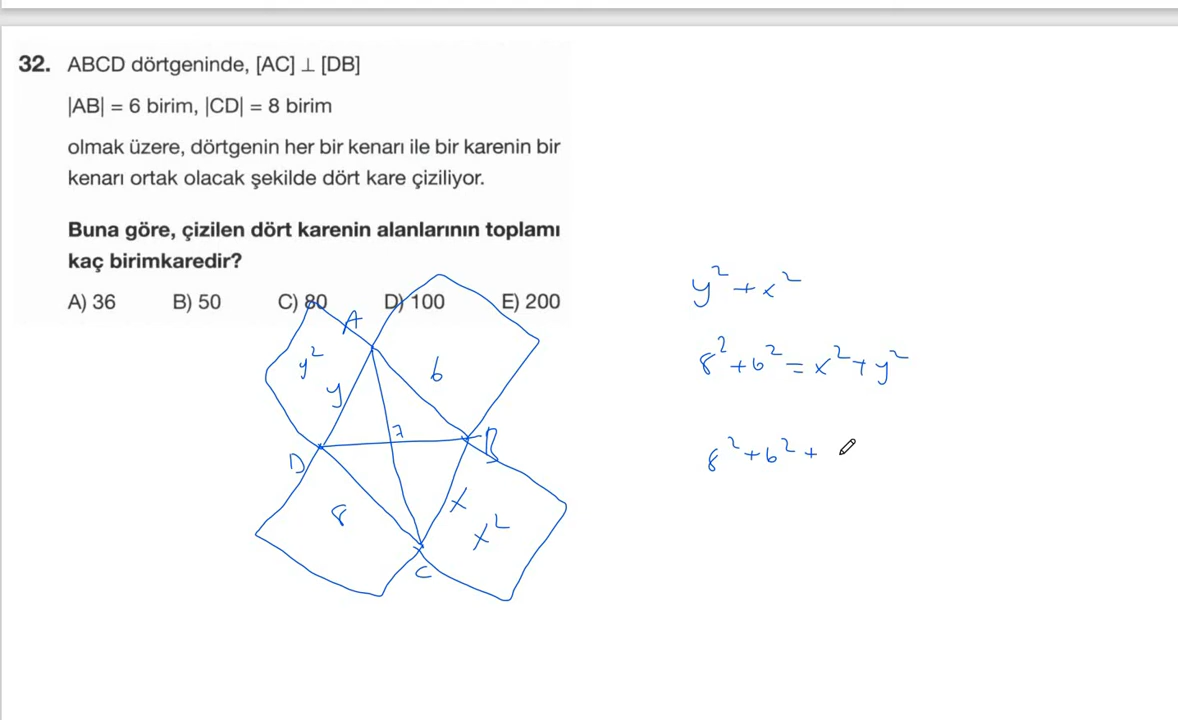 32. ABCD dörtgeninde, [AC] ⊥ [DB]
|AB| = 6 birim, |CD| = 8 birim
olmak üzere, dörtgenin her bir kenarı ile bir karenin bir
kenarı ortak olacak şekilde dört kare çiziliyor.
Buna göre, çizilen dört karenin alanlarının toplamı
kaç birimkaredir?
A) 36 B) 50 C) 80 D) 100 E) 200
y² + x²
A
y²
6
8² + 6² = x² + y²
y
B
8² + 6² +
D
x
8
x²
C